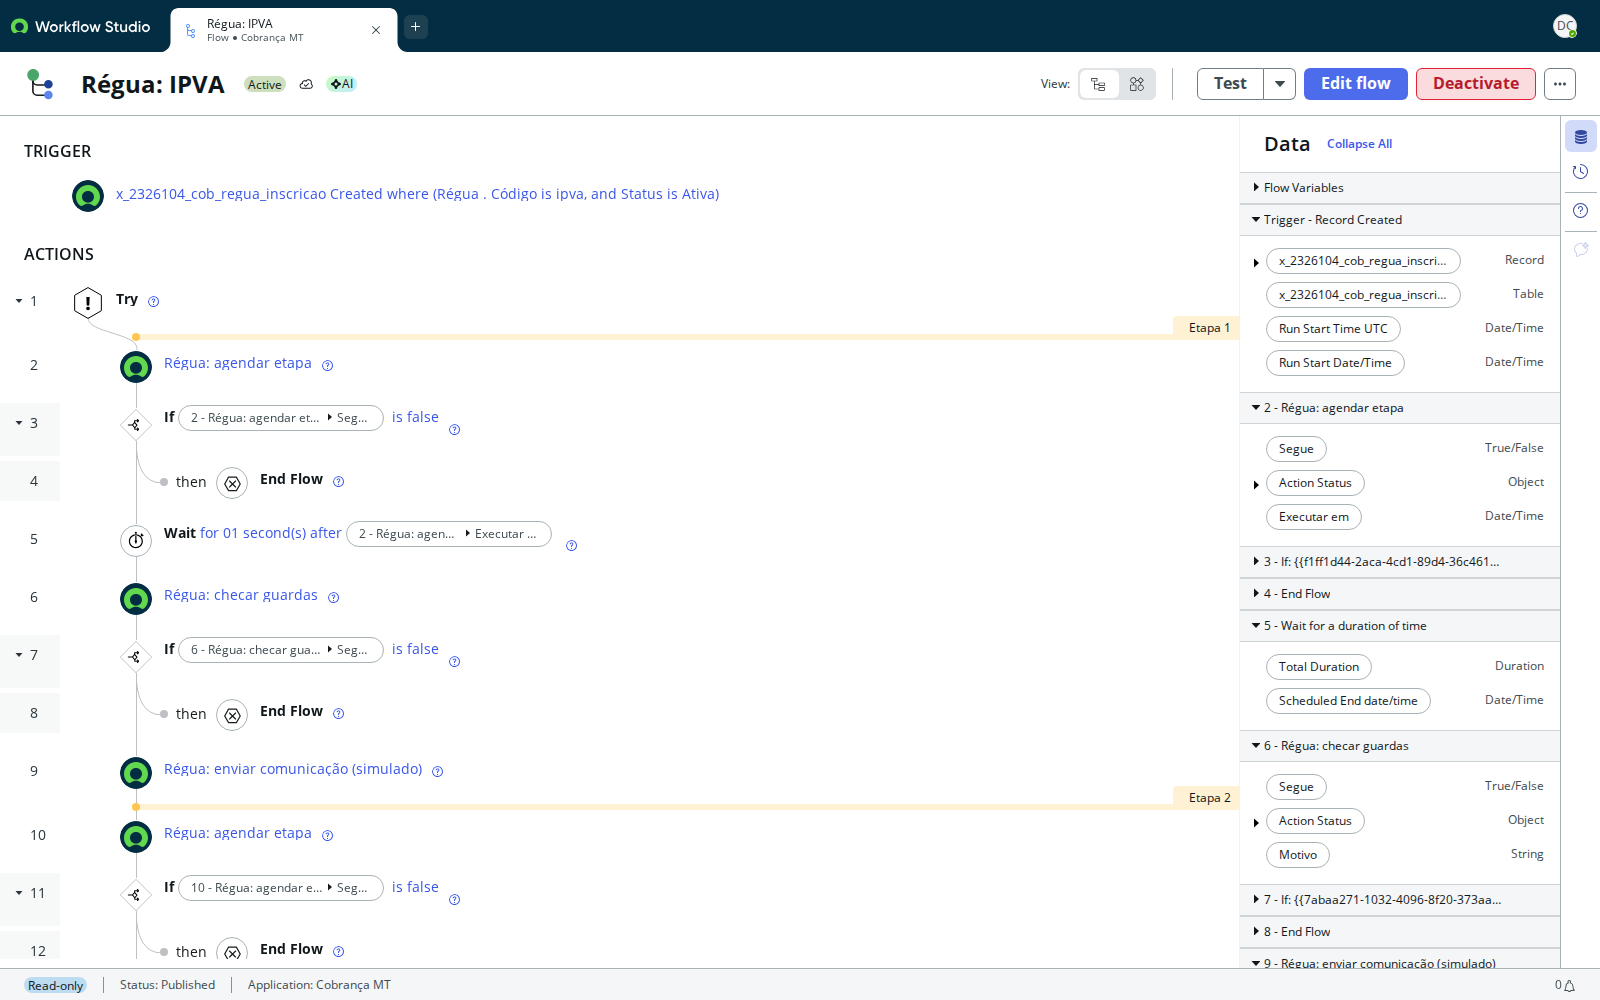 Workflow Studio
Régua: IPVA
Flow • Cobrança MT
DC
Régua: IPVA
Active
AI
View:
Test
Edit flow
Deactivate
TRIGGER
x_2326104_cob_regua_inscricao Created where (Régua . Código is ipva, and Status is Ativa)
ACTIONS
1 Try
Etapa 1
2 Régua: agendar etapa
3 If 2 - Régua: agendar et... Seg... is false
4 then End Flow
5 Wait for 01 second(s) after 2 - Régua: agen... Executar ...
6 Régua: checar guardas
7 If 6 - Régua: checar gua... Seg... is false
8 then End Flow
9 Régua: enviar comunicação (simulado)
Etapa 2
10 Régua: agendar etapa
11 If 10 - Régua: agendar e... Seg... is false
12 then End Flow
Data Collapse All
Flow Variables
Trigger - Record Created
x_2326104_cob_regua_inscri... Record
x_2326104_cob_regua_inscri... Table
Run Start Time UTC Date/Time
Run Start Date/Time Date/Time
2 - Régua: agendar etapa
Segue True/False
Action Status Object
Executar em Date/Time
3 - If: {{f1ff1d44-2aca-4cd1-89d4-36c461...
4 - End Flow
5 - Wait for a duration of time
Total Duration Duration
Scheduled End date/time Date/Time
6 - Régua: checar guardas
Segue True/False
Action Status Object
Motivo String
7 - If: {{7abaa271-1032-4096-8f20-373aa...
8 - End Flow
9 - Régua: enviar comunicação (simulado)
Read-only
Status: Published
Application: Cobrança MT
0